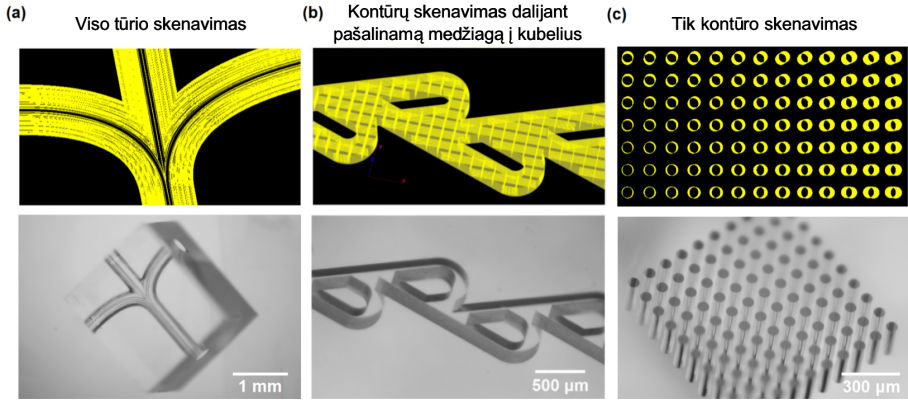 (a)
Viso tūrio skenavimas
(b)
Kontūrų skenavimas dalijant
pašalinamą medžiagą į kubelius
(c)
Tik kontūro skenavimas
1 mm
500 µm
300 µm